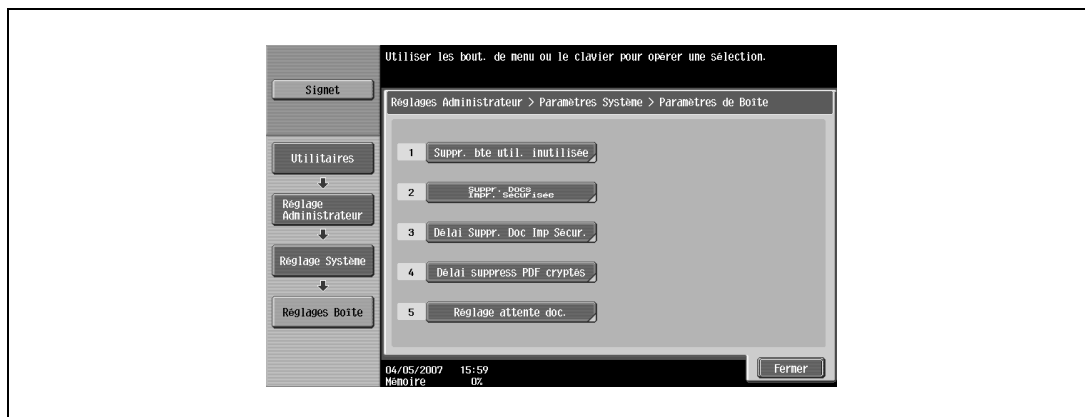 Utiliser les bout. de menu ou le clavier pour opérer une sélection.
Signet
Réglages Administrateur > Paramètres Système > Paramètres de Boîte
Utilitaires
Réglage
Administrateur
Réglage Système
Réglages Boîte
1 Suppr. bte util. inutilisée
2 Suppr. Docs
Impr. Sécurisée
3 Délai Suppr. Doc Imp Sécur.
4 Délai suppress PDF cryptés
5 Réglage attente doc.
04/05/2007 15:59
Mémoire 0%
Fermer